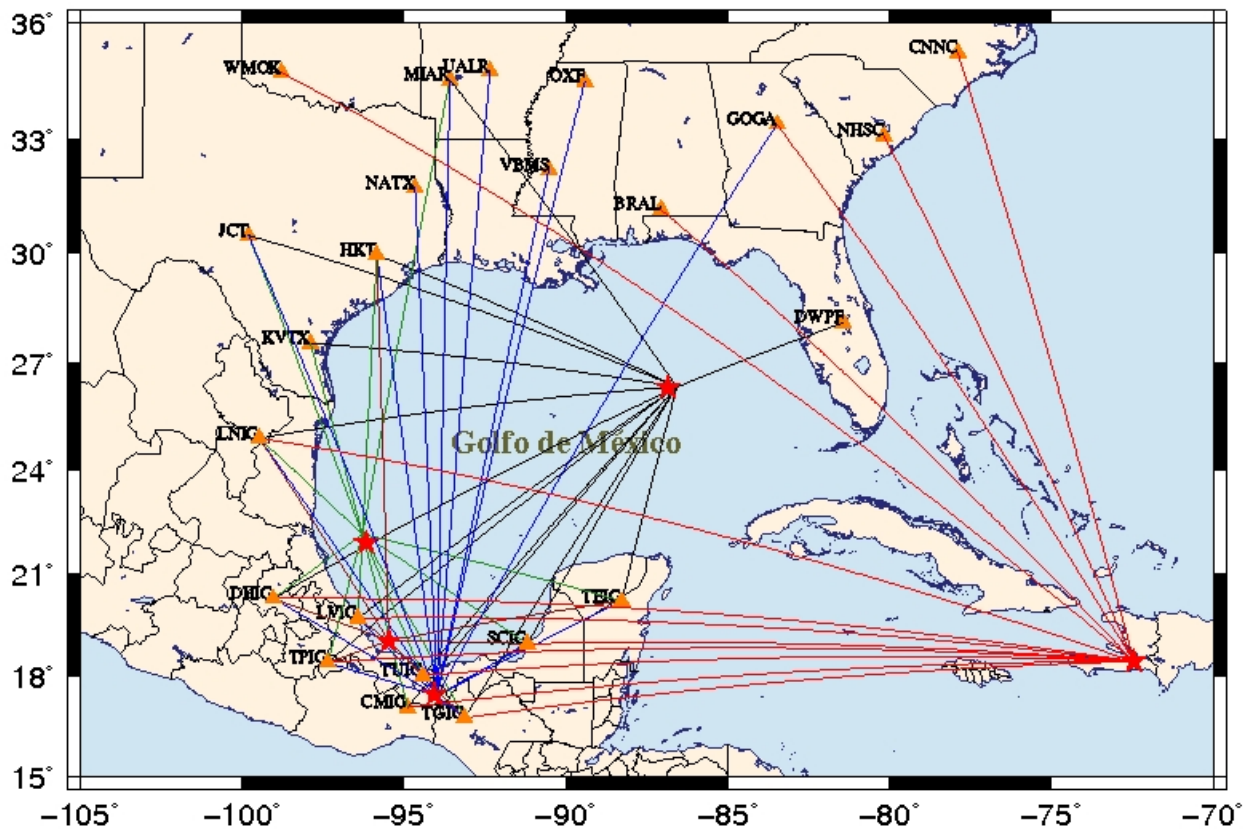 36°
CNNC
WMOK
MIAR
UALR
OXF
GOGA
NHSC
33°
VBMS
NATX
BRAL
JCT
HKT
30°
DWPF
KVTX
27°
LNIG
Golfo de México
24°
21°
DHIG
TEIG
LVIG
SCIG
TPIG
18°
CMIG
TGIG
15°
-105° -100° -95° -90° -85° -80° -75° -70°